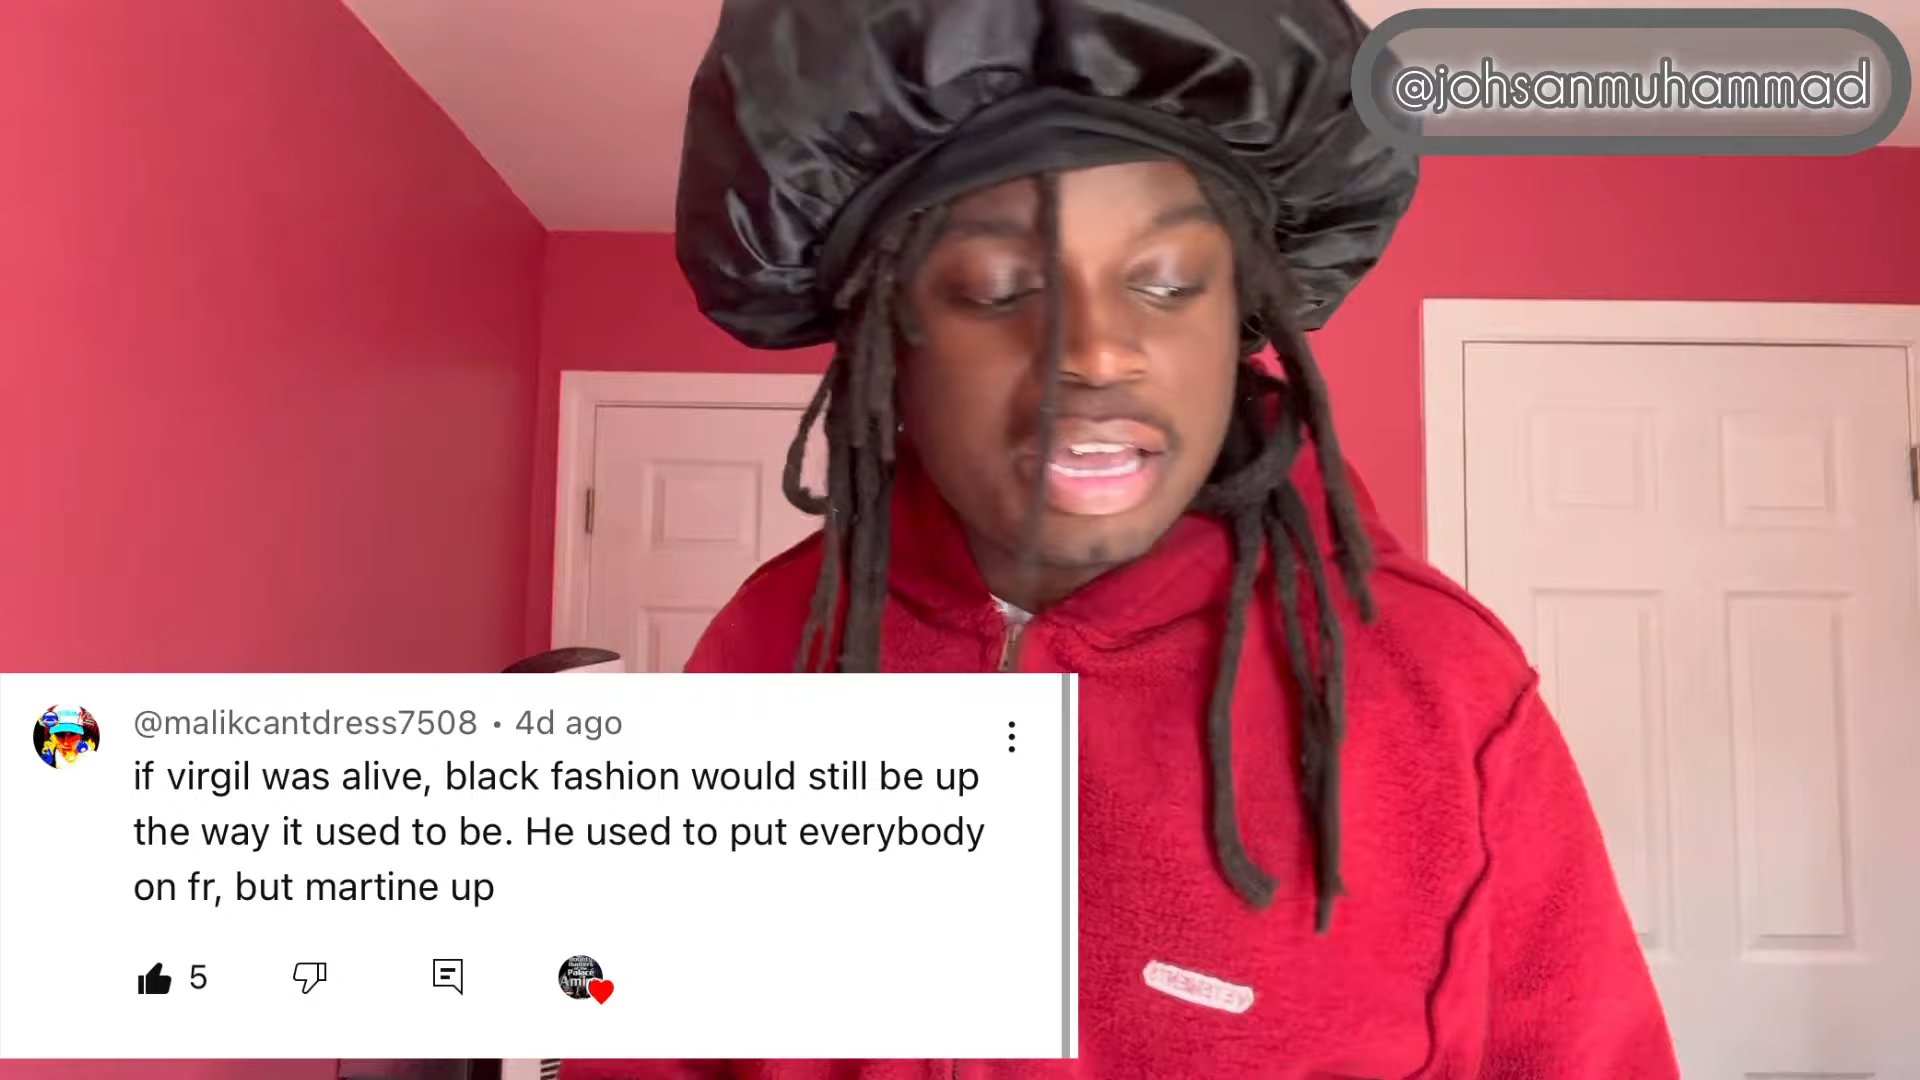 @johsanmuhammad
@malikcantdress7508 • 4d ago
if virgil was alive, black fashion would still be up
the way it used to be. He used to put everybody
on fr, but martine up
5
Palace